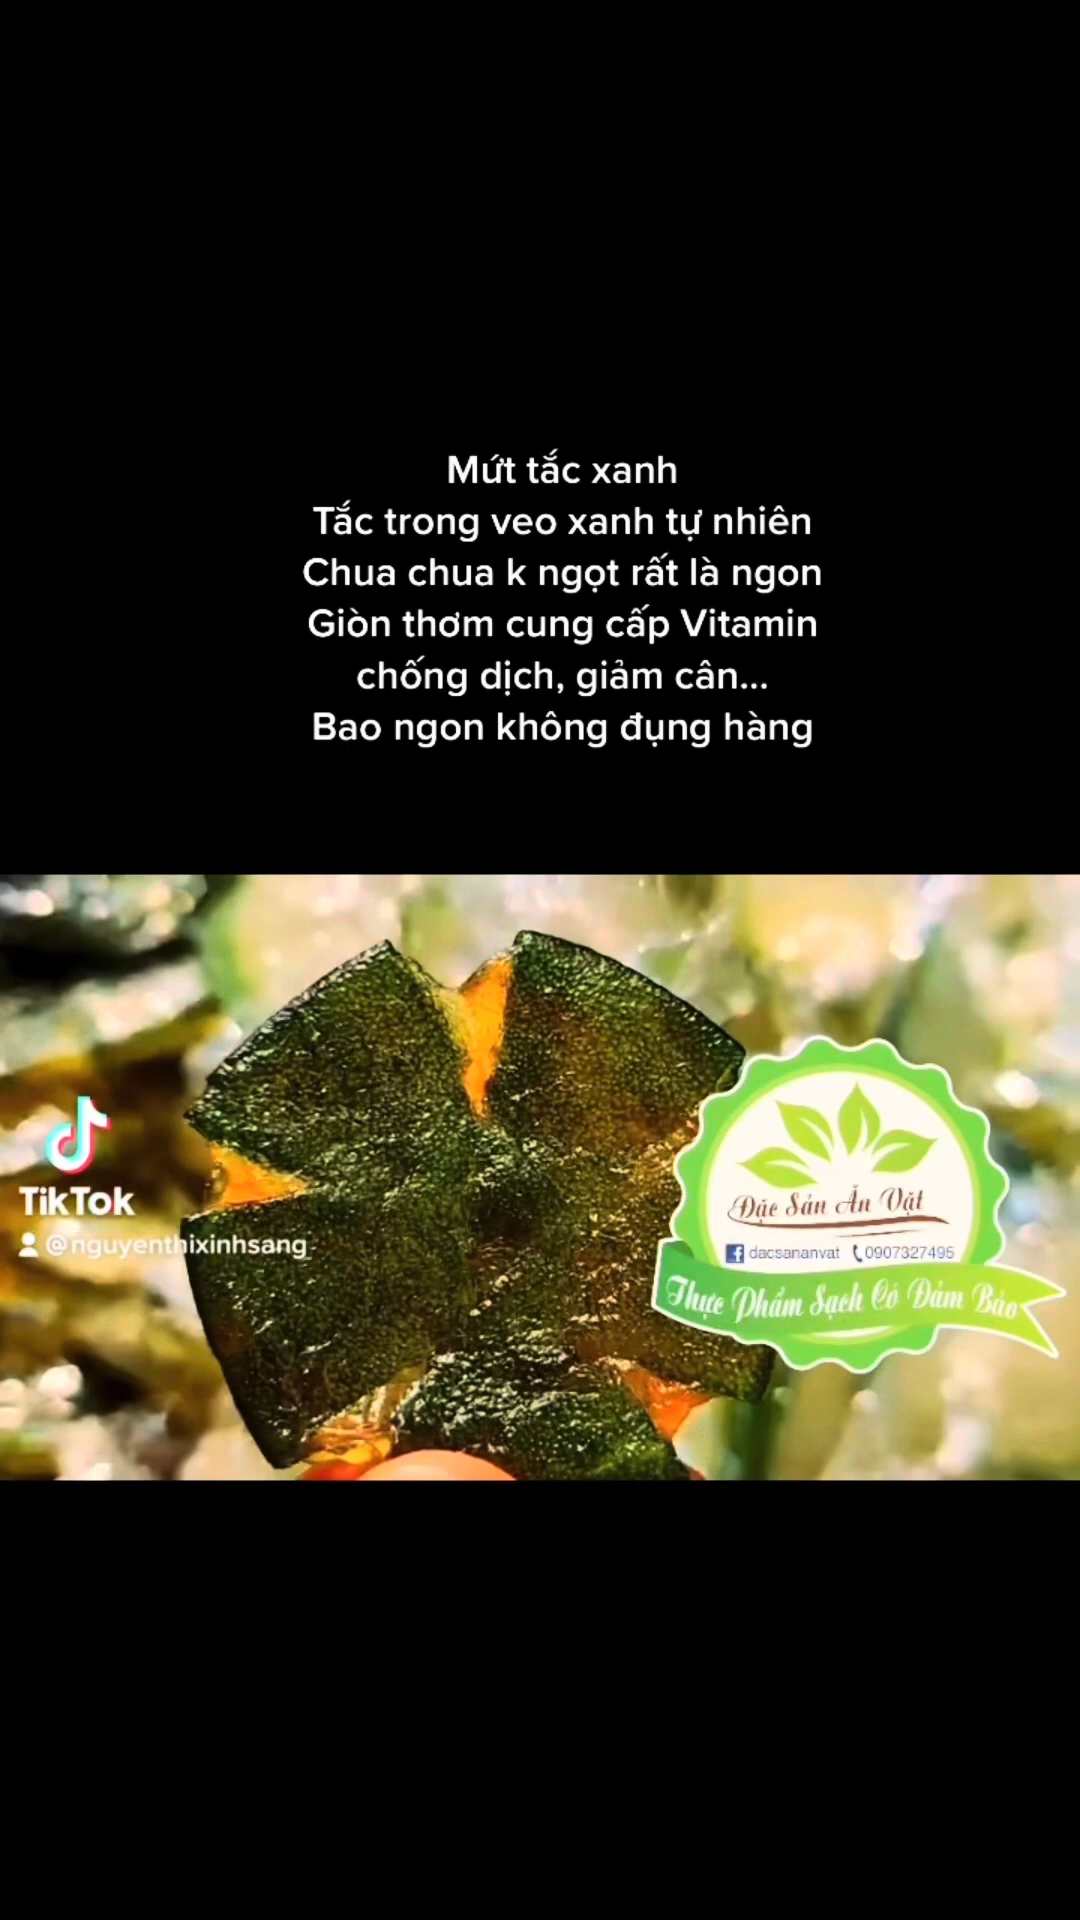 Mứt tắc xanh
Tắc trong veo xanh tự nhiên
Chua chua k ngọt rất là ngon
Giòn thơm cung cấp Vitamin
chống dịch, giảm cân...
Bao ngon không đụng hàng
TikTok
@nguyenthixinhsang
Đặc Sản Ăn Vặt
dacsananvat 0907327495
Thực Phẩm Sạch Có Đảm Bảo